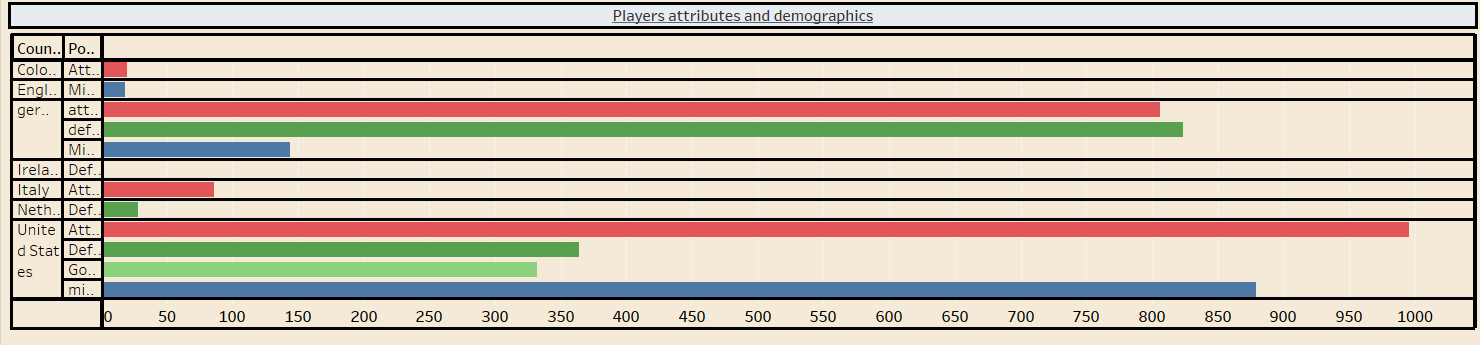 Players attributes and demographics
Coun.. Po..
Colo.. Att..
Engl.. Mi..
ger.. att..
def..
Mi..
Irela.. Def..
Italy Att..
Neth.. Def..
Unite Att..
d Stat Def..
es Go..
mi..
0 50 100 150 200 250 300 350 400 450 500 550 600 650 700 750 800 850 900 950 1000